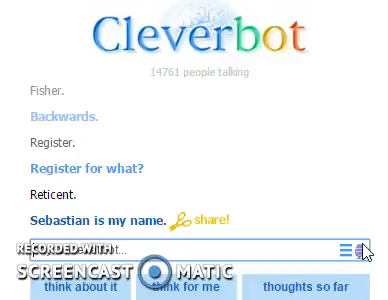 Cleverbot
14761 people talking
Fisher.
Backwards.
Register.
Register for what?
Reticent.
Sebastian is my name. share!
RECORDED WITH
SCREENCAST MATIC
think about it think for me thoughts so far